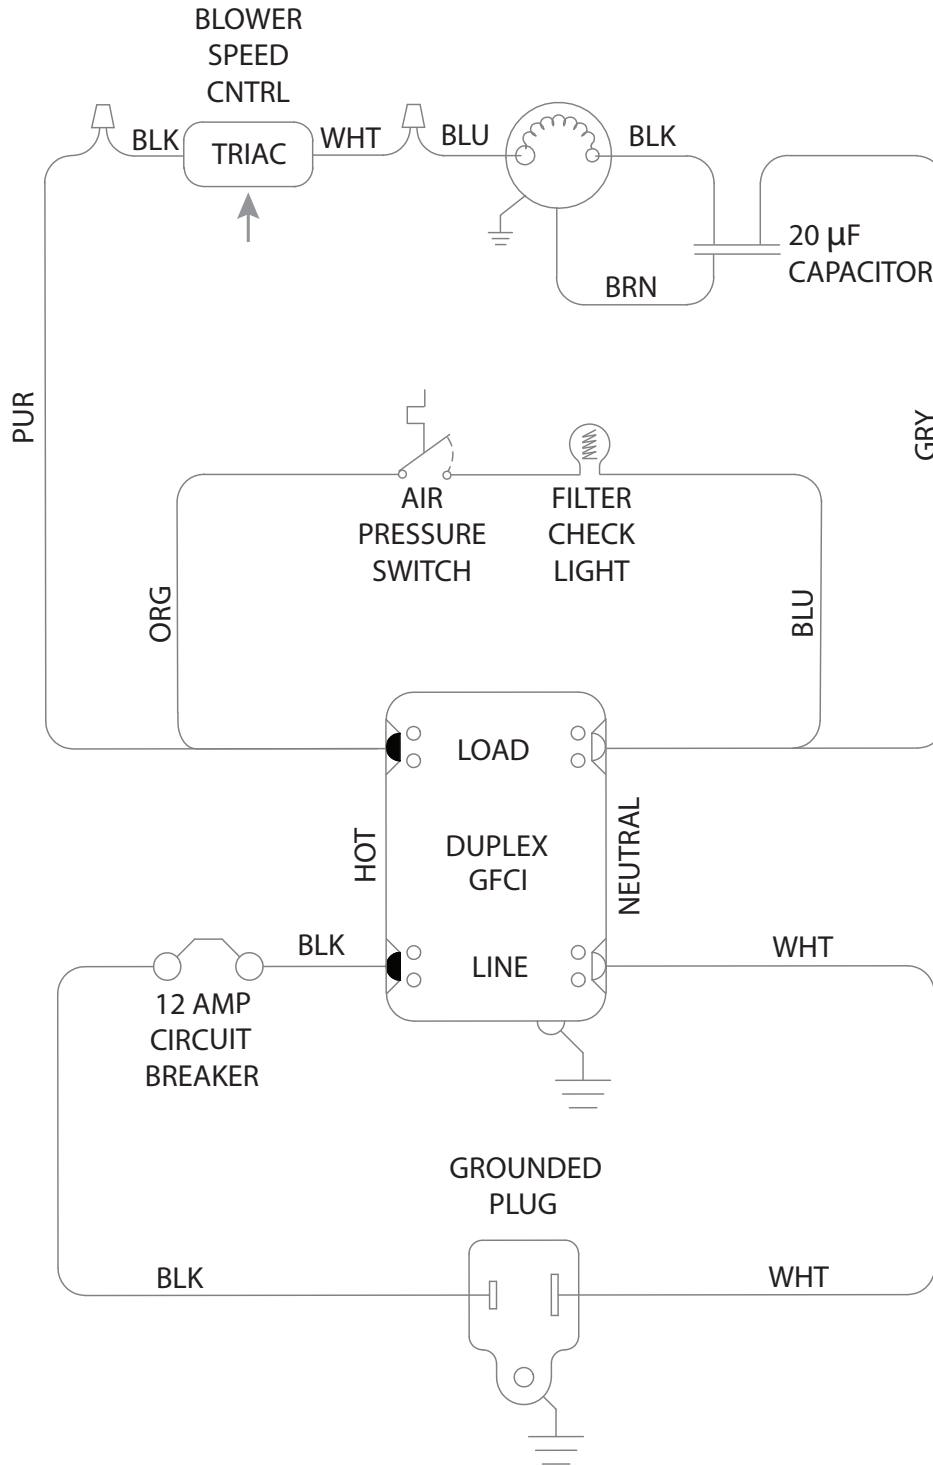 BLOWER
SPEED
CNTRL
BLK
TRIAC
WHT
BLU
BLK
20 µF
CAPACITOR
BRN
PUR
GRY
AIR
PRESSURE
SWITCH
FILTER
CHECK
LIGHT
ORG
BLU
LOAD
HOT
DUPLEX
GFCI
NEUTRAL
BLK
LINE
WHT
12 AMP
CIRCUIT
BREAKER
GROUNDED
PLUG
BLK
WHT